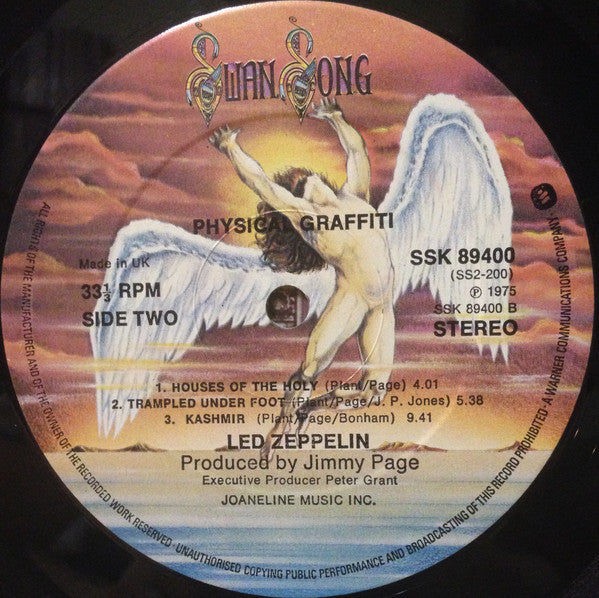 SWAN SONG
PHYSICAL GRAFFITI
Made in UK
33⅓ RPM
SIDE TWO
SSK 89400
(SS2-200)
℗ 1975
SSK 89400 B
STEREO
1. HOUSES OF THE HOLY (Plant/Page) 4.01
2. TRAMPLED UNDER FOOT (Plant/Page/J. P. Jones) 5.38
3. KASHMIR (Plant/Page/Bonham) 9.41
LED ZEPPELIN
Produced by Jimmy Page
Executive Producer Peter Grant
JOANELINE MUSIC INC.
ALL RIGHTS OF THE MANUFACTURER AND OF THE OWNER OF THE RECORDED WORK RESERVED · UNAUTHORISED COPYING PUBLIC PERFORMANCE AND BROADCASTING OF THIS RECORD PROHIBITED · A WARNER COMMUNICATIONS COMPANY